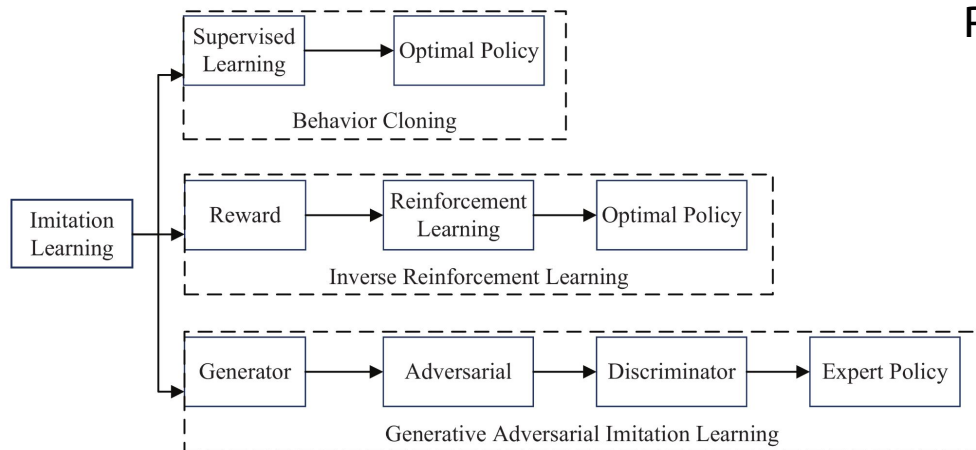 Supervised
Learning
Optimal Policy
Behavior Cloning
Imitation
Learning
Reward
Reinforcement
Learning
Optimal Policy
Inverse Reinforcement Learning
Generator
Adversarial
Discriminator
Expert Policy
Generative Adversarial Imitation Learning